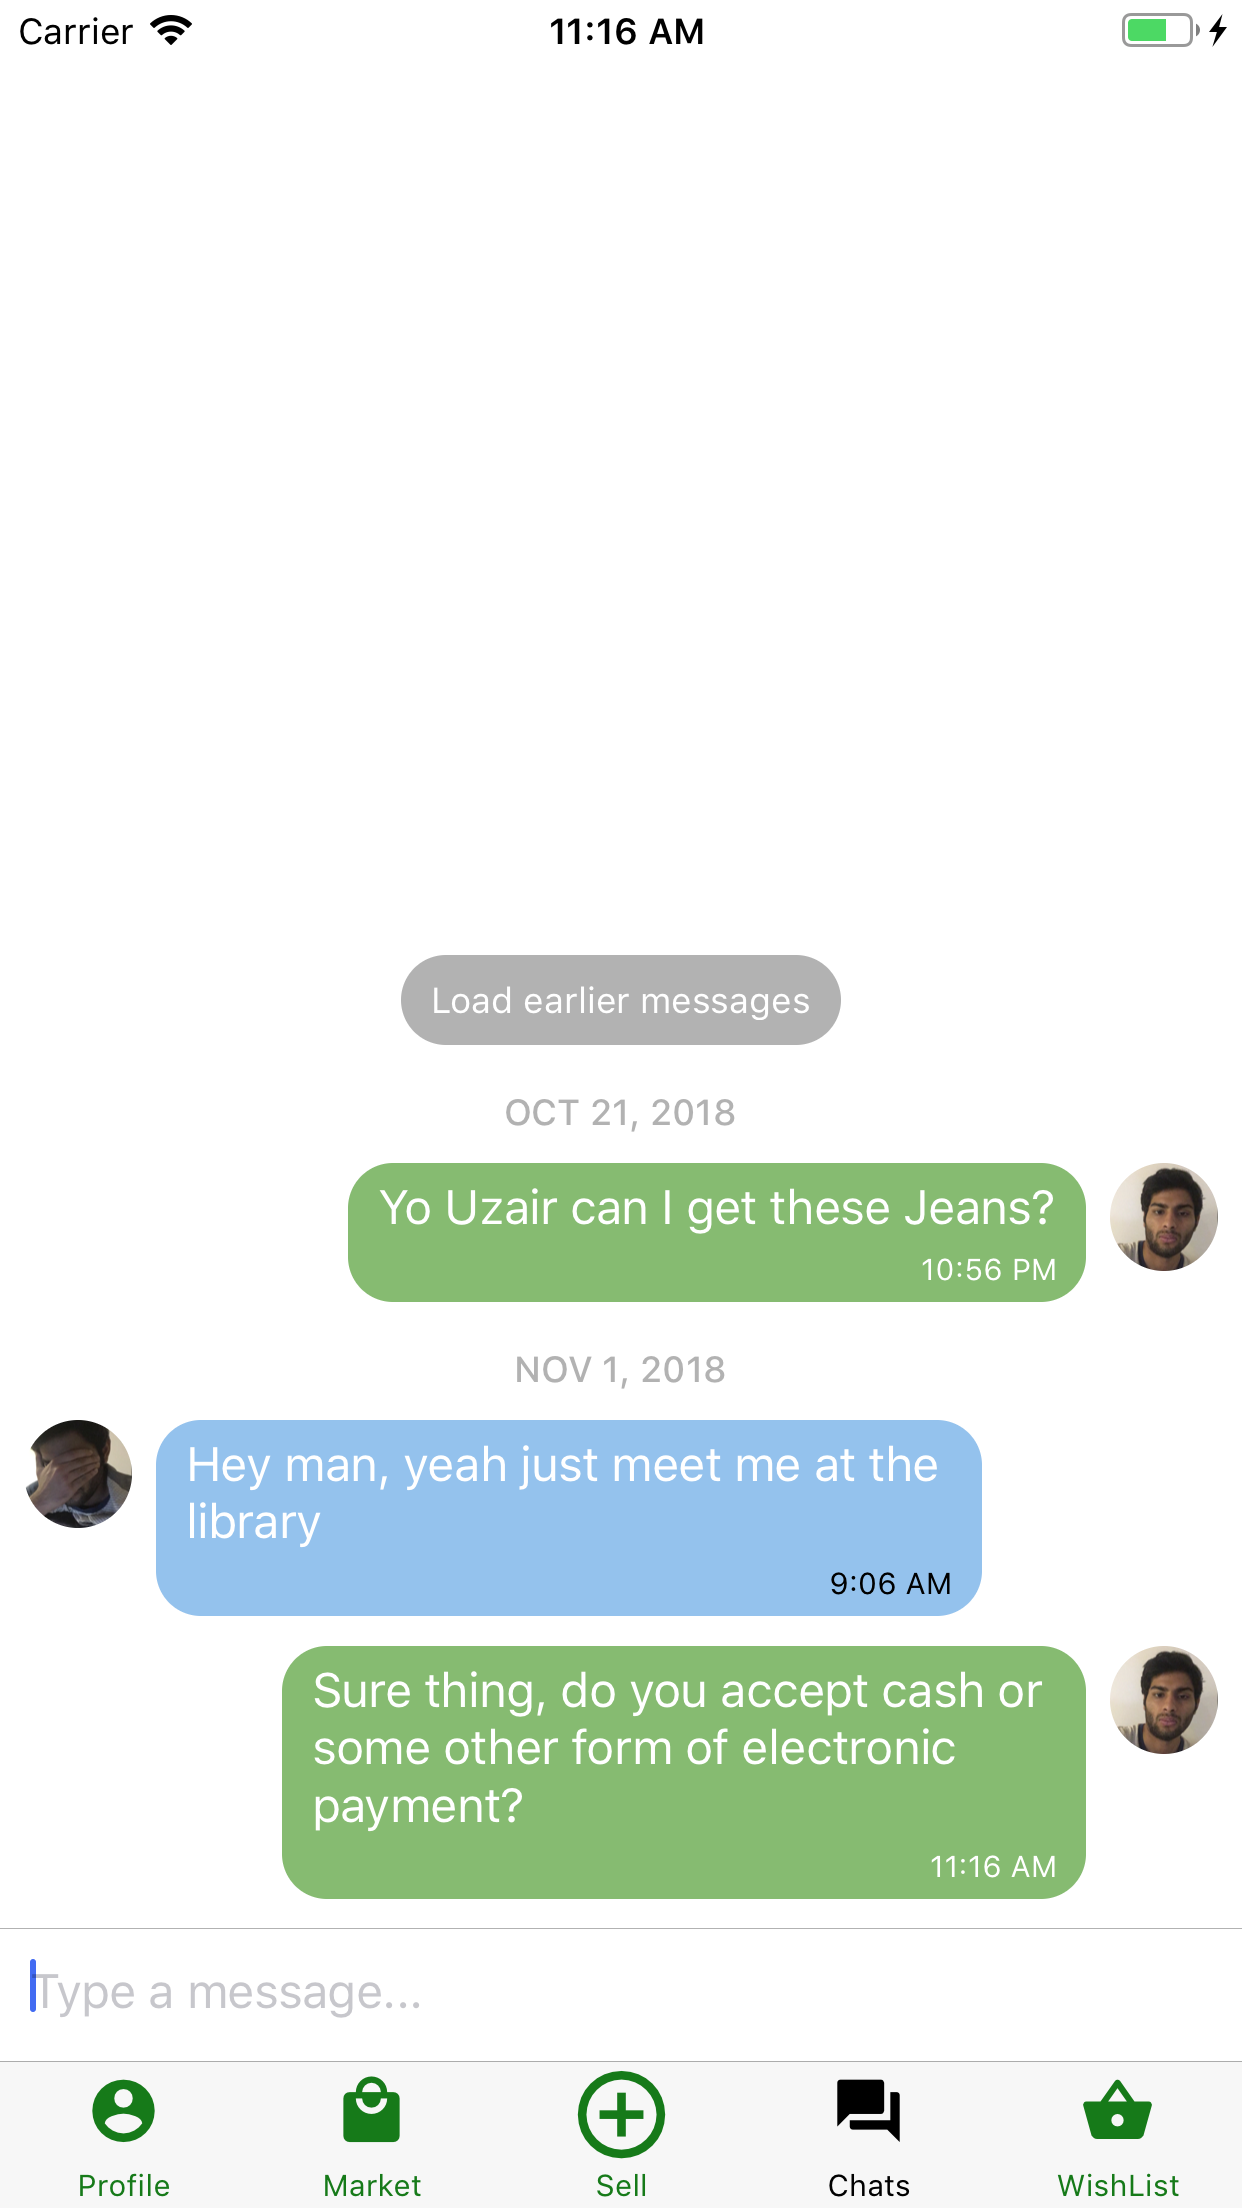 Carrier 11:16 AM
Load earlier messages
OCT 21, 2018
Yo Uzair can I get these Jeans?
10:56 PM
NOV 1, 2018
Hey man, yeah just meet me at the
library
9:06 AM
Sure thing, do you accept cash or
some other form of electronic
payment?
11:16 AM
Type a message...
Profile Market Sell Chats WishList